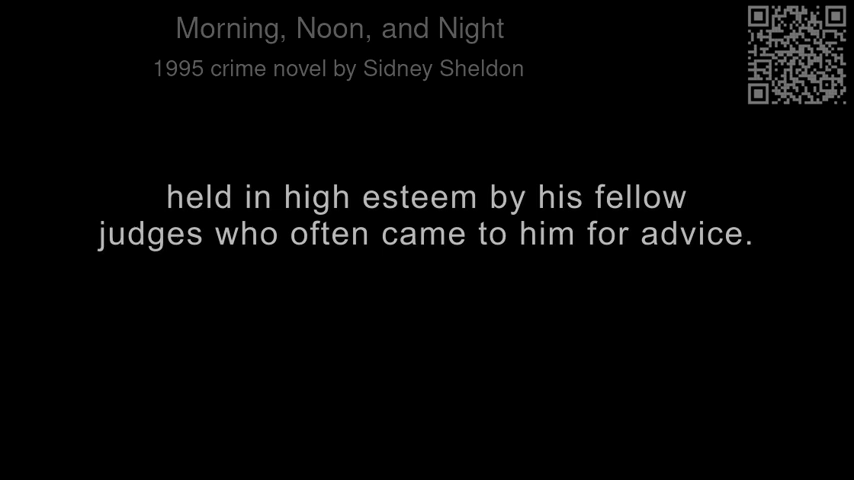 Morning, Noon, and Night
1995 crime novel by Sidney Sheldon
held in high esteem by his fellow
judges who often came to him for advice.